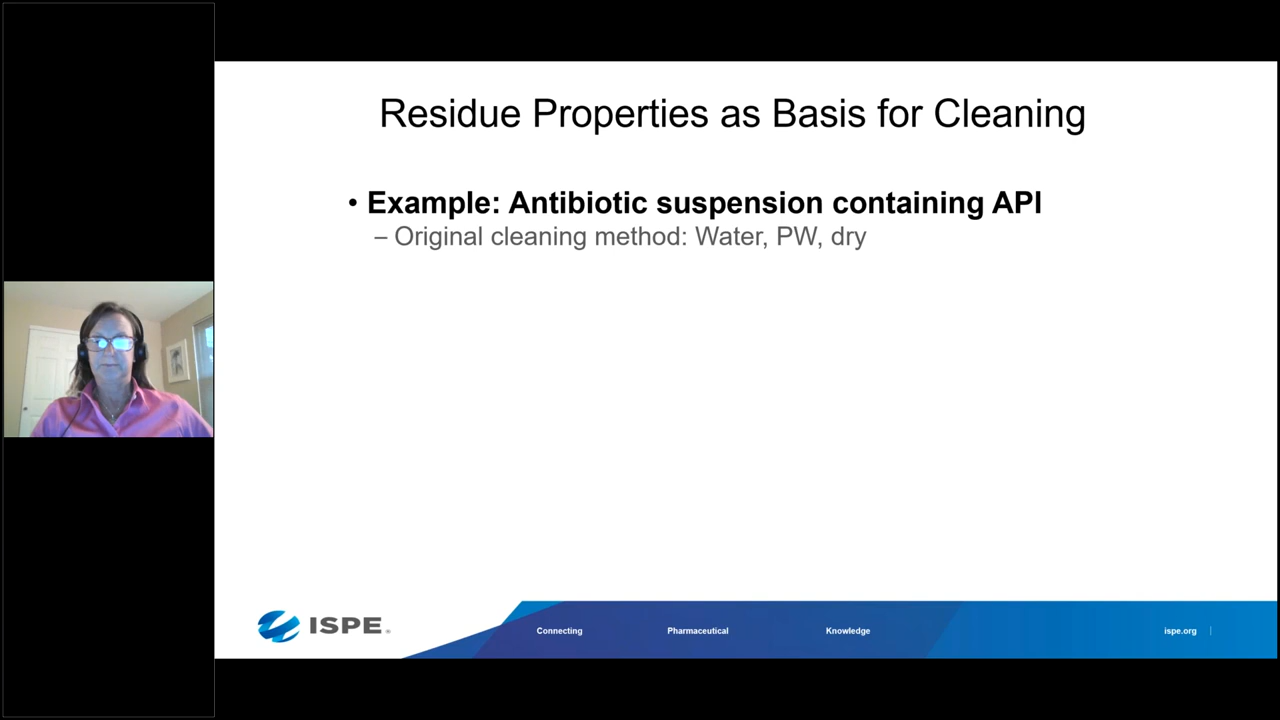 Residue Properties as Basis for Cleaning
• Example: Antibiotic suspension containing API
– Original cleaning method: Water, PW, dry
ISPE®
Connecting
Pharmaceutical
Knowledge
ispe.org |